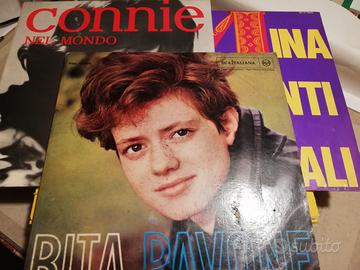 connie
NEL MONDO
INA
NTI
ALI
RCA ITALIANA
RITA PAVONE
Subito